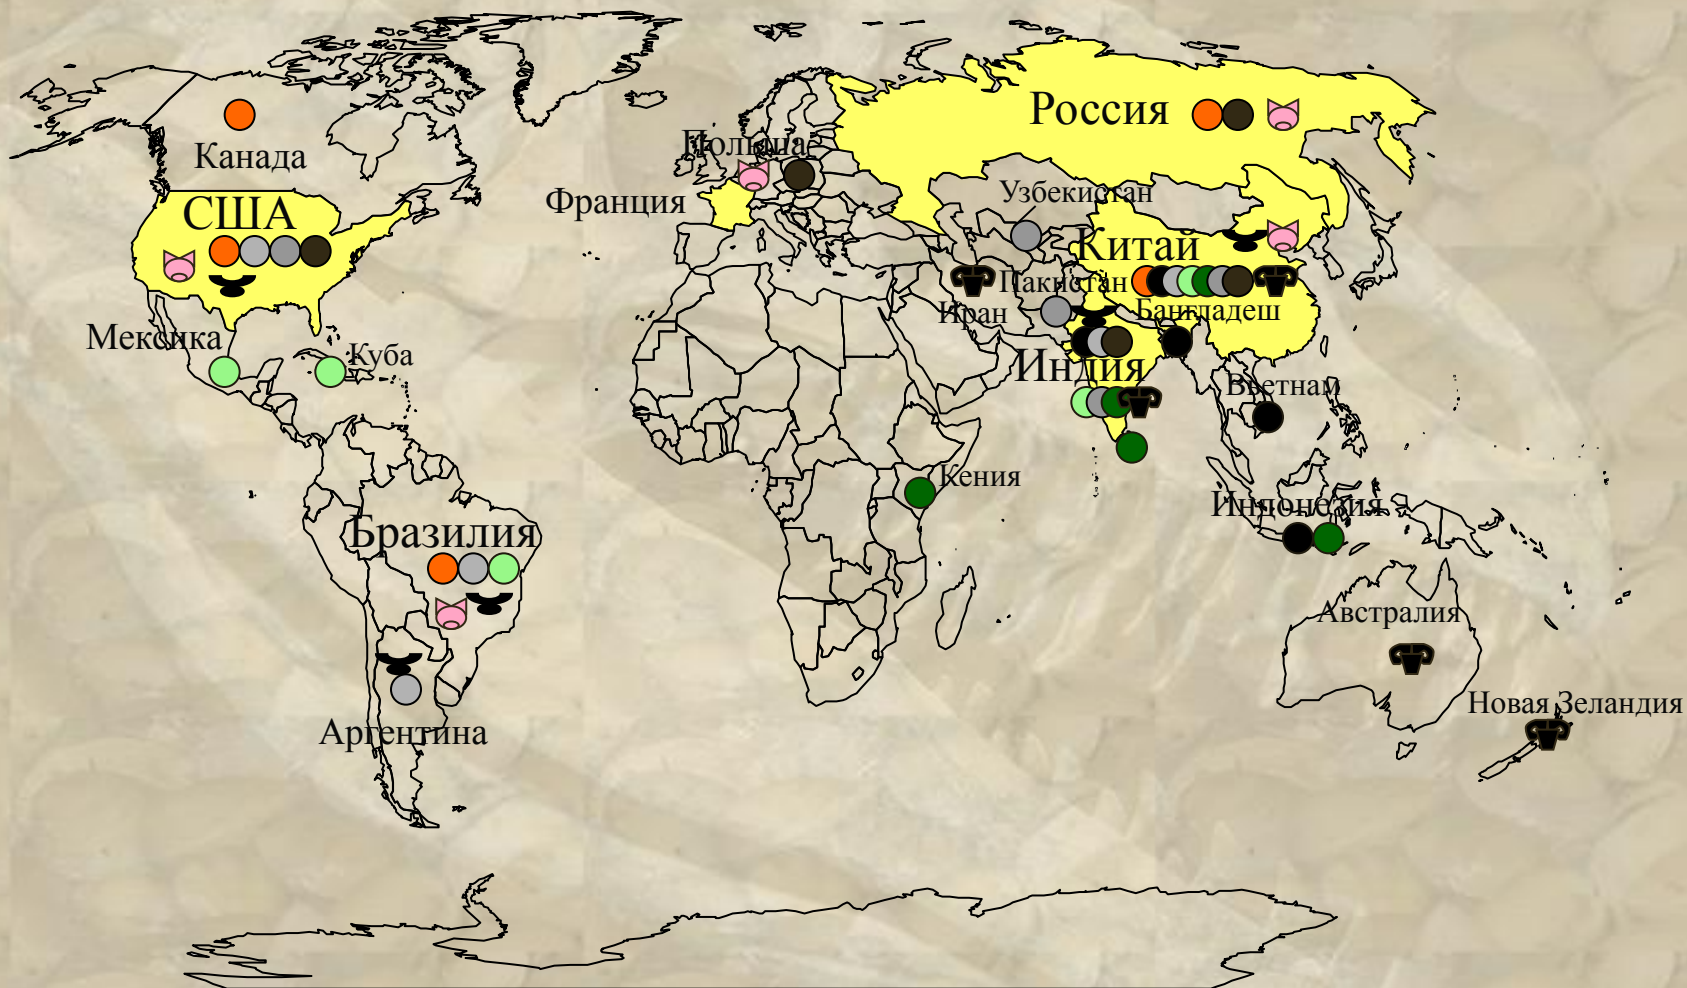 Россия
Канада
Польша
Узбекистан
Франция
США
Китай
Пакистан
Иран
Бангладеш
Мексика
Куба
Индия
Вьетнам
Кения
Индонезия
Бразилия
Австралия
Новая Зеландия
Аргентина